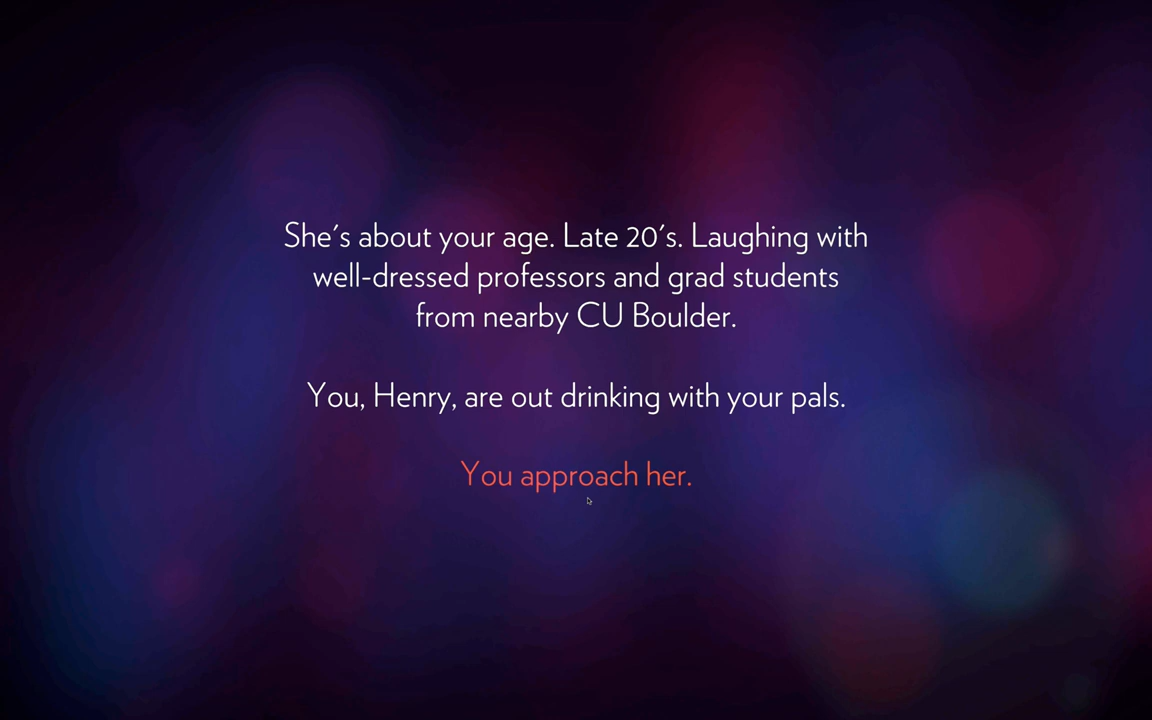 She's about your age. Late 20's. Laughing with
well-dressed professors and grad students
from nearby CU Boulder.
You, Henry, are out drinking with your pals.
You approach her.